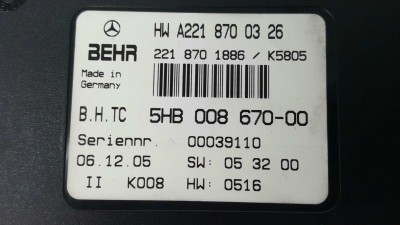 HW A221 870 03 26
BEHR 221 870 1886 / K5805
Made in
Germany
B.H.TC 5HB 008 670-00
Seriennr. 00039110
06.12.05 SW: 05 32 00
II K008 HW: 0516